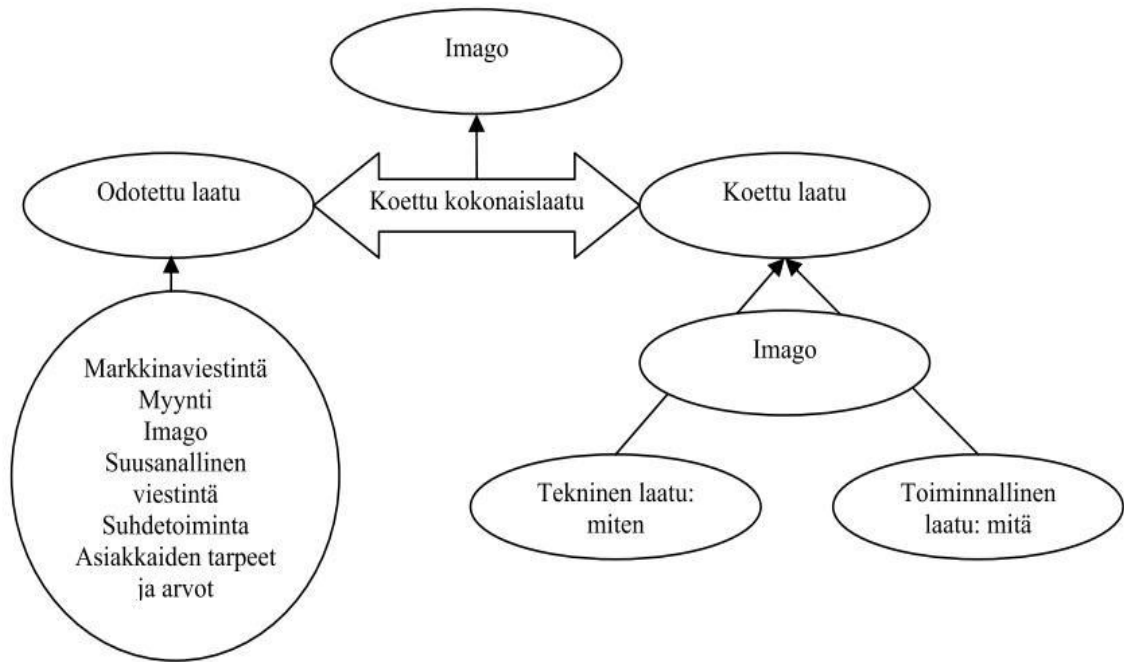 Imago
Odotettu laatu
Koettu kokonaislaatu
Koettu laatu
Markkinaviestintä
Myynti
Imago
Suusanallinen
viestintä
Suhdetoiminta
Asiakkaiden tarpeet
ja arvot
Imago
Tekninen laatu:
miten
Toiminnallinen
laatu: mitä